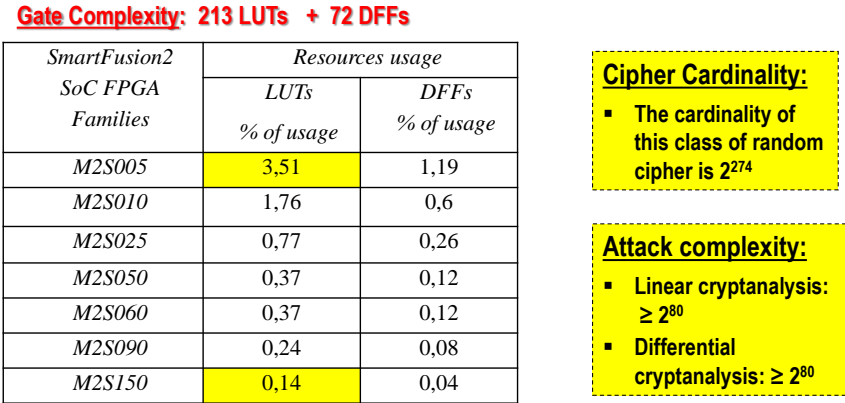 Gate Complexity: 213 LUTs + 72 DFFs
SmartFusion2
SoC FPGA
Families
Resources usage
LUTs
% of usage
DFFs
% of usage
M2S005 3,51 1,19
M2S010 1,76 0,6
M2S025 0,77 0,26
M2S050 0,37 0,12
M2S060 0,37 0,12
M2S090 0,24 0,08
M2S150 0,14 0,04
Cipher Cardinality:
▪ The cardinality of
this class of random
cipher is 2²⁷⁴
Attack complexity:
▪ Linear cryptanalysis:
≥ 2⁸⁰
▪ Differential
cryptanalysis: ≥ 2⁸⁰